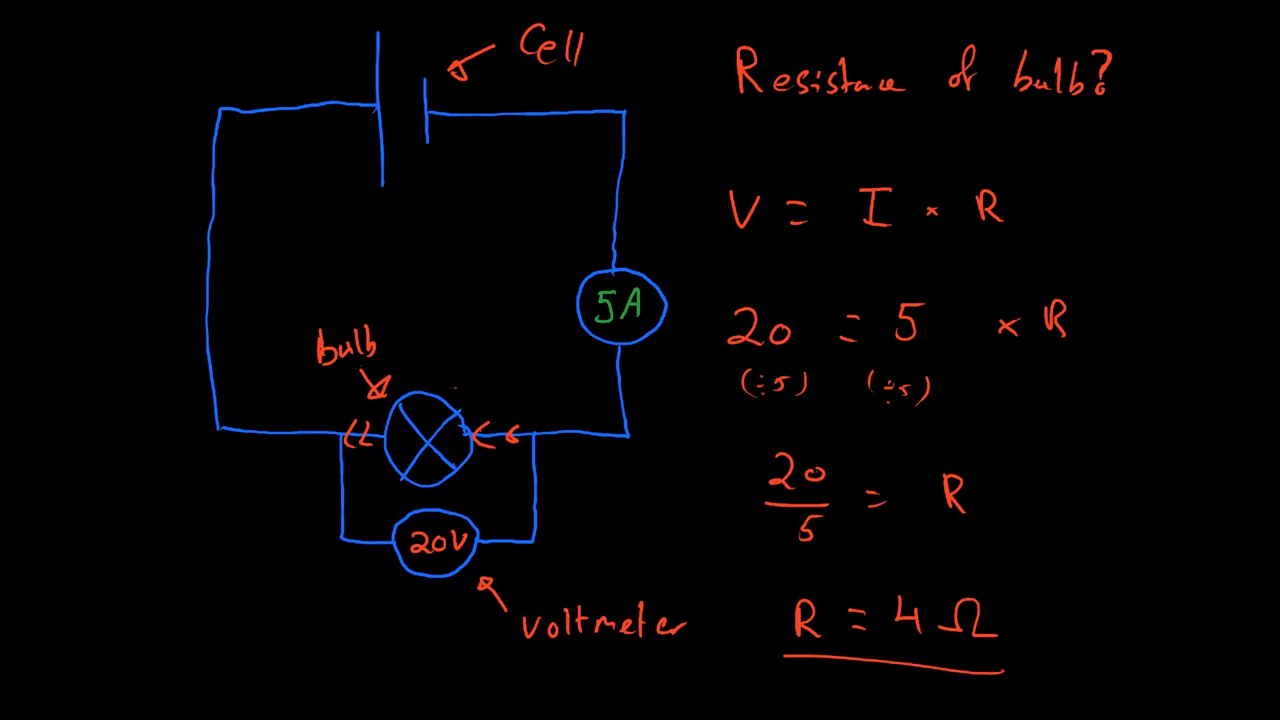 Cell
Resistance of bulb?
V = I × R
5A
20 = 5 × R
bulb
(÷5) (÷5)
20
5
= R
20V
R = 4 Ω
voltmeter